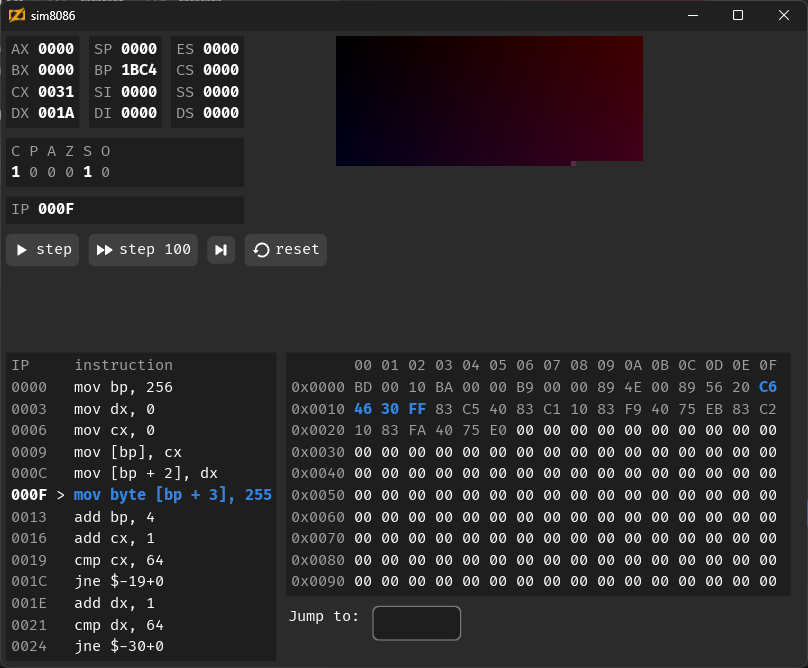 sim8086
AX 0000 SP 0000 ES 0000
BX 0000 BP 1BC4 CS 0000
CX 0031 SI 0000 SS 0000
DX 001A DI 0000 DS 0000
C P A Z S O
1 0 0 0 1 0
IP 000F
step step 100 reset
IP instruction
0000 mov bp, 256
0003 mov dx, 0
0006 mov cx, 0
0009 mov [bp], cx
000C mov [bp + 2], dx
000F > mov byte [bp + 3], 255
0013 add bp, 4
0016 add cx, 1
0019 cmp cx, 64
001C jne $-19+0
001E add dx, 1
0021 cmp dx, 64
0024 jne $-30+0
00 01 02 03 04 05 06 07 08 09 0A 0B 0C 0D 0E 0F
0x0000 BD 00 10 BA 00 00 B9 00 00 89 4E 00 89 56 20 C6
0x0010 46 30 FF 83 C5 40 83 C1 10 83 F9 40 75 EB 83 C2
0x0020 10 83 FA 40 75 E0 00 00 00 00 00 00 00 00 00 00
0x0030 00 00 00 00 00 00 00 00 00 00 00 00 00 00 00 00
0x0040 00 00 00 00 00 00 00 00 00 00 00 00 00 00 00 00
0x0050 00 00 00 00 00 00 00 00 00 00 00 00 00 00 00 00
0x0060 00 00 00 00 00 00 00 00 00 00 00 00 00 00 00 00
0x0070 00 00 00 00 00 00 00 00 00 00 00 00 00 00 00 00
0x0080 00 00 00 00 00 00 00 00 00 00 00 00 00 00 00 00
0x0090 00 00 00 00 00 00 00 00 00 00 00 00 00 00 00 00
Jump to: